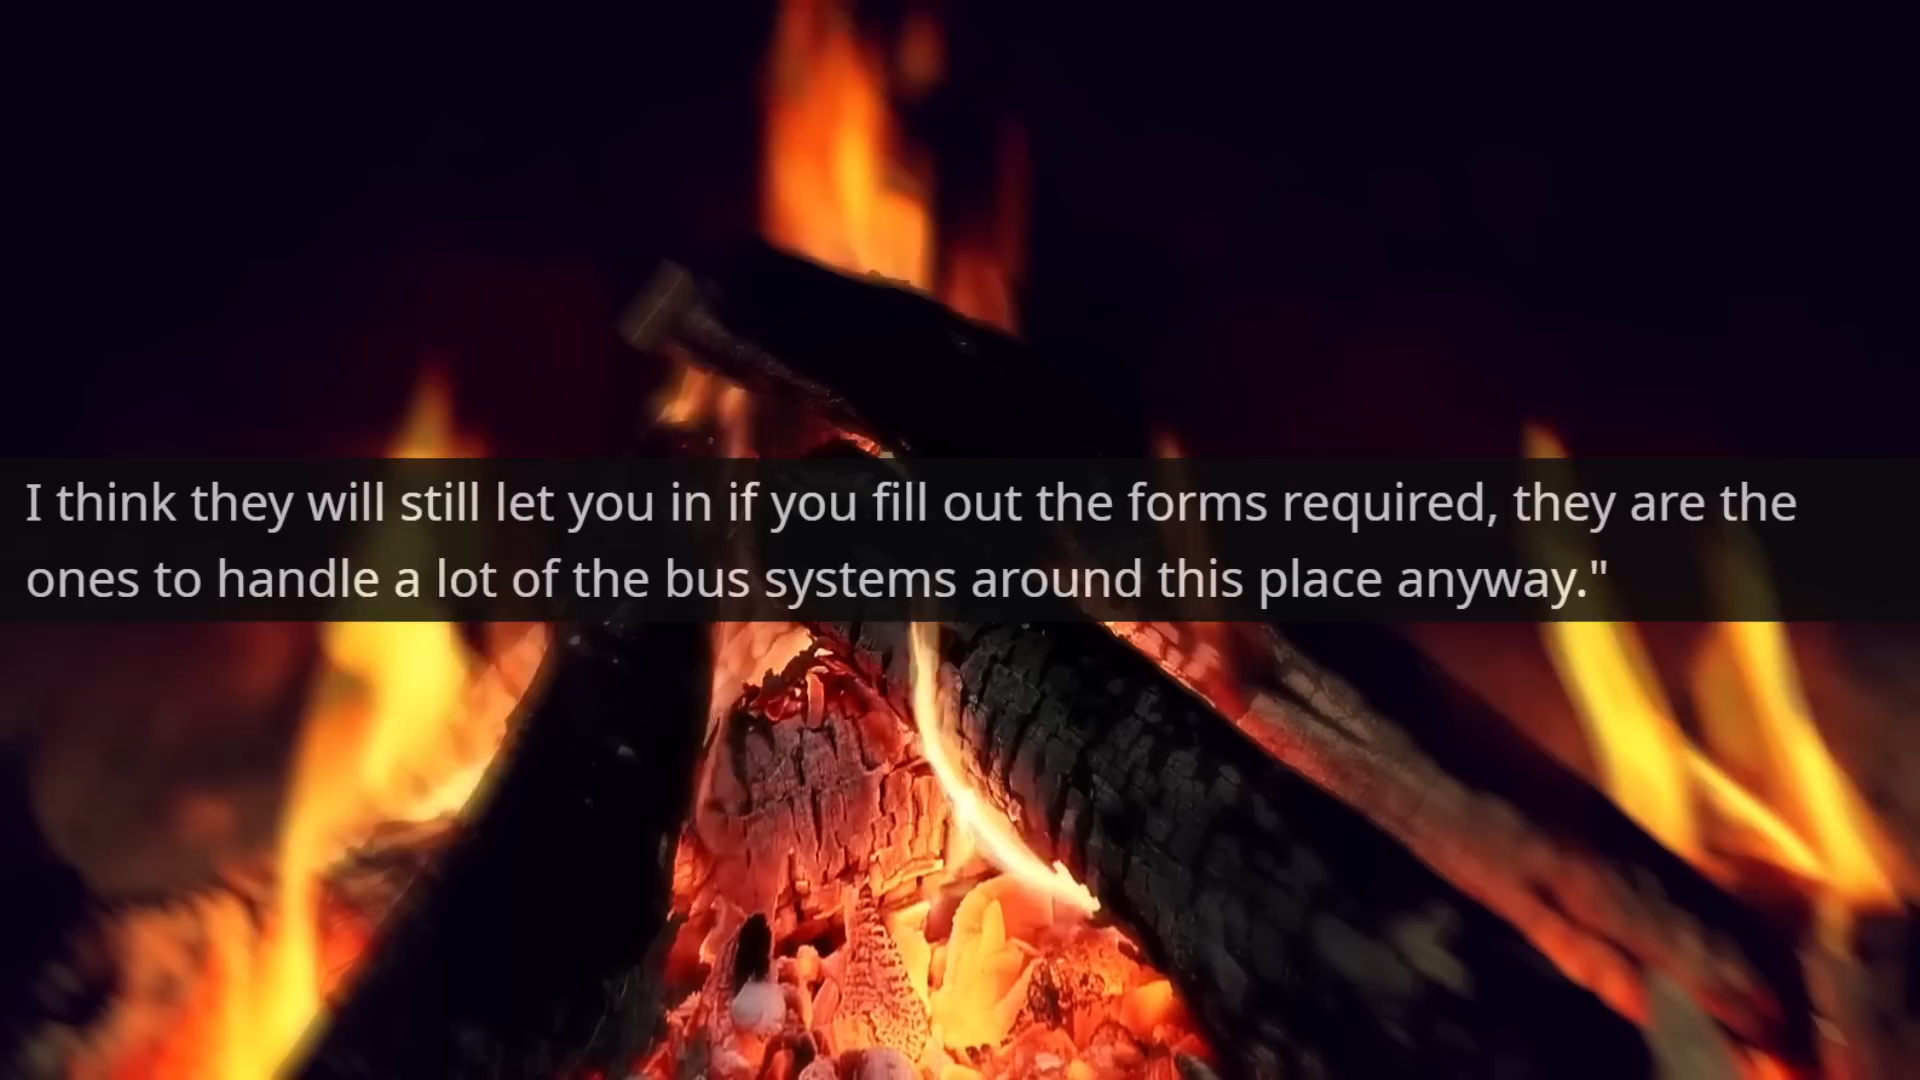 I think they will still let you in if you fill out the forms required, they are the
ones to handle a lot of the bus systems around this place anyway."